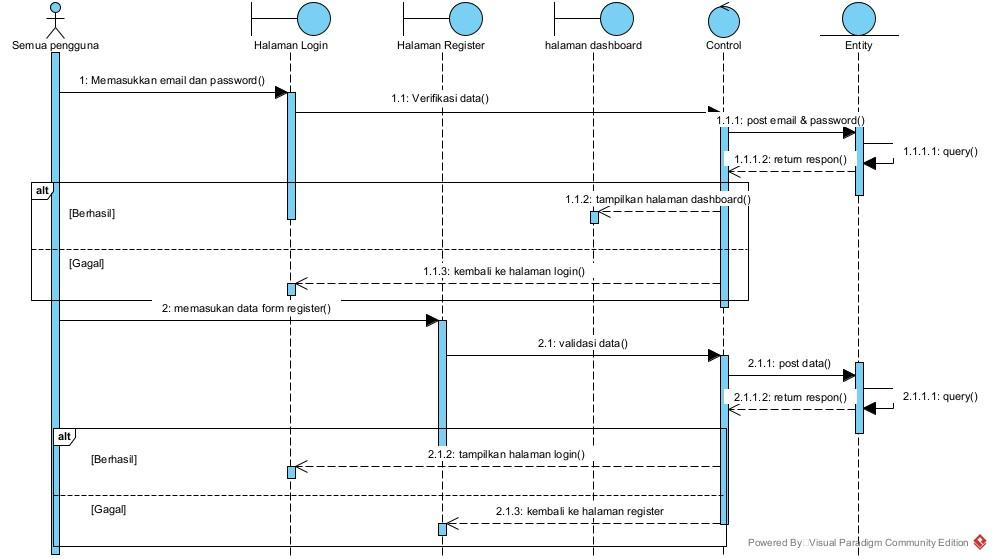 Semua pengguna
Halaman Login
Halaman Register
halaman dashboard
Control
Entity
1: Memasukkan email dan password()
1.1: Verifikasi data()
1.1.1: post email & password()
1.1.1.1: query()
1.1.1.2: return respon()
alt
1.1.2: tampilkan halaman dashboard()
[Berhasil]
[Gagal]
1.1.3: kembali ke halaman login()
2: memasukan data form register()
2.1: validasi data()
2.1.1: post data()
2.1.1.1: query()
2.1.1.2: return respon()
alt
2.1.2: tampilkan halaman login()
[Berhasil]
[Gagal]
2.1.3: kembali ke halaman register
Powered By Visual Paradigm Community Edition